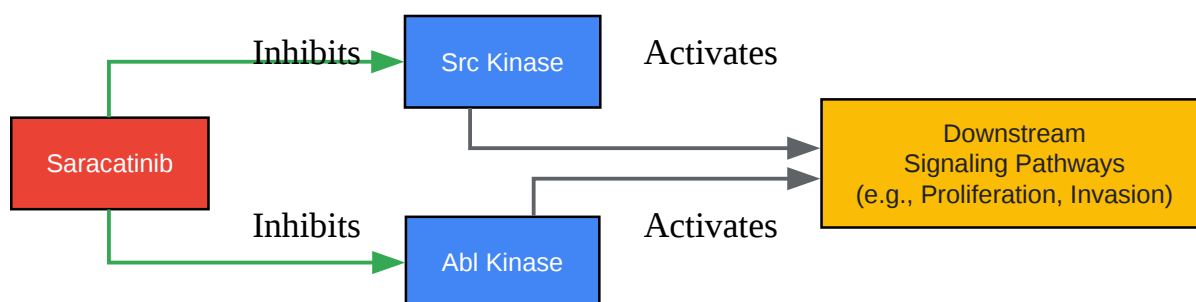 Inhibits
Src Kinase
Activates
Saracatinib
Downstream
Signaling Pathways
(e.g., Proliferation, Invasion)
Inhibits
Abl Kinase
Activates